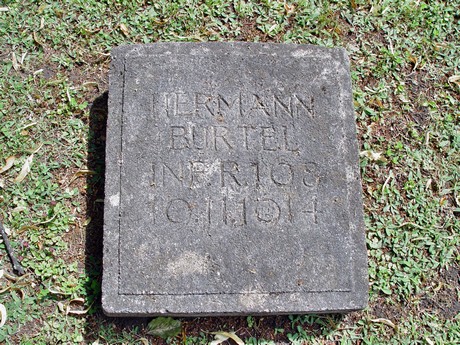 HERMANN
BURTEL
INF.R.108
10.11.1914